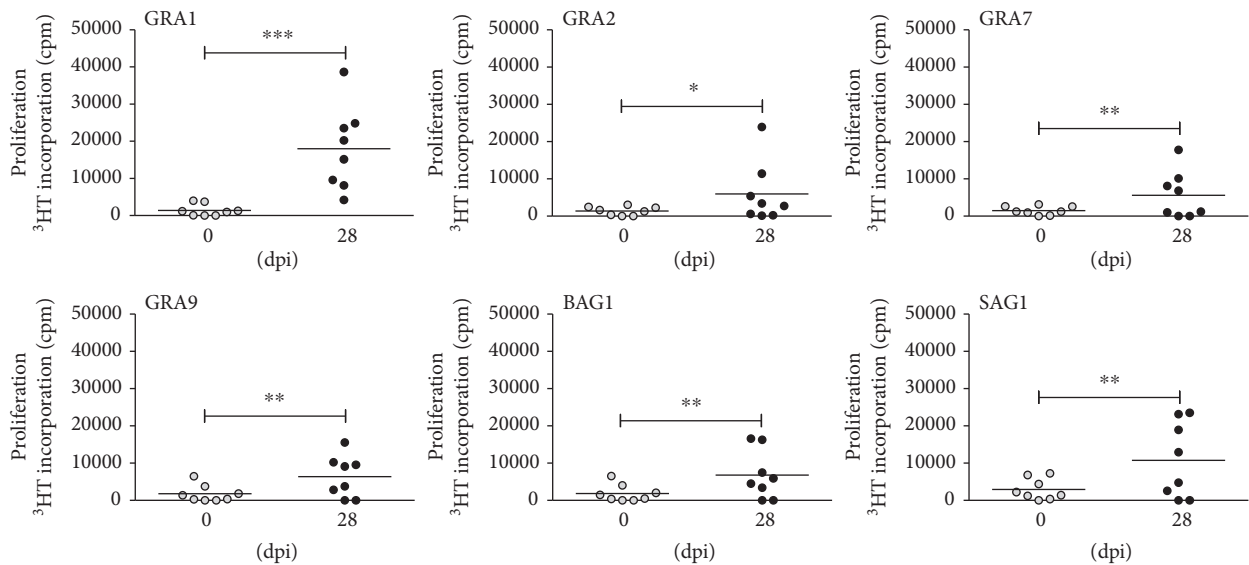 GRA1
Proliferation
³HT incorporation (cpm)
50000
40000
30000
20000
10000
0
***
0
28
(dpi)
GRA2
Proliferation
³HT incorporation (cpm)
50000
40000
30000
20000
10000
0
*
0
28
(dpi)
GRA7
Proliferation
³HT incorporation (cpm)
50000
40000
30000
20000
10000
0
**
0
28
(dpi)
GRA9
Proliferation
³HT incorporation (cpm)
50000
40000
30000
20000
10000
0
**
0
28
(dpi)
BAG1
Proliferation
³HT incorporation (cpm)
50000
40000
30000
20000
10000
0
**
0
28
(dpi)
SAG1
Proliferation
³HT incorporation (cpm)
50000
40000
30000
20000
10000
0
**
0
28
(dpi)